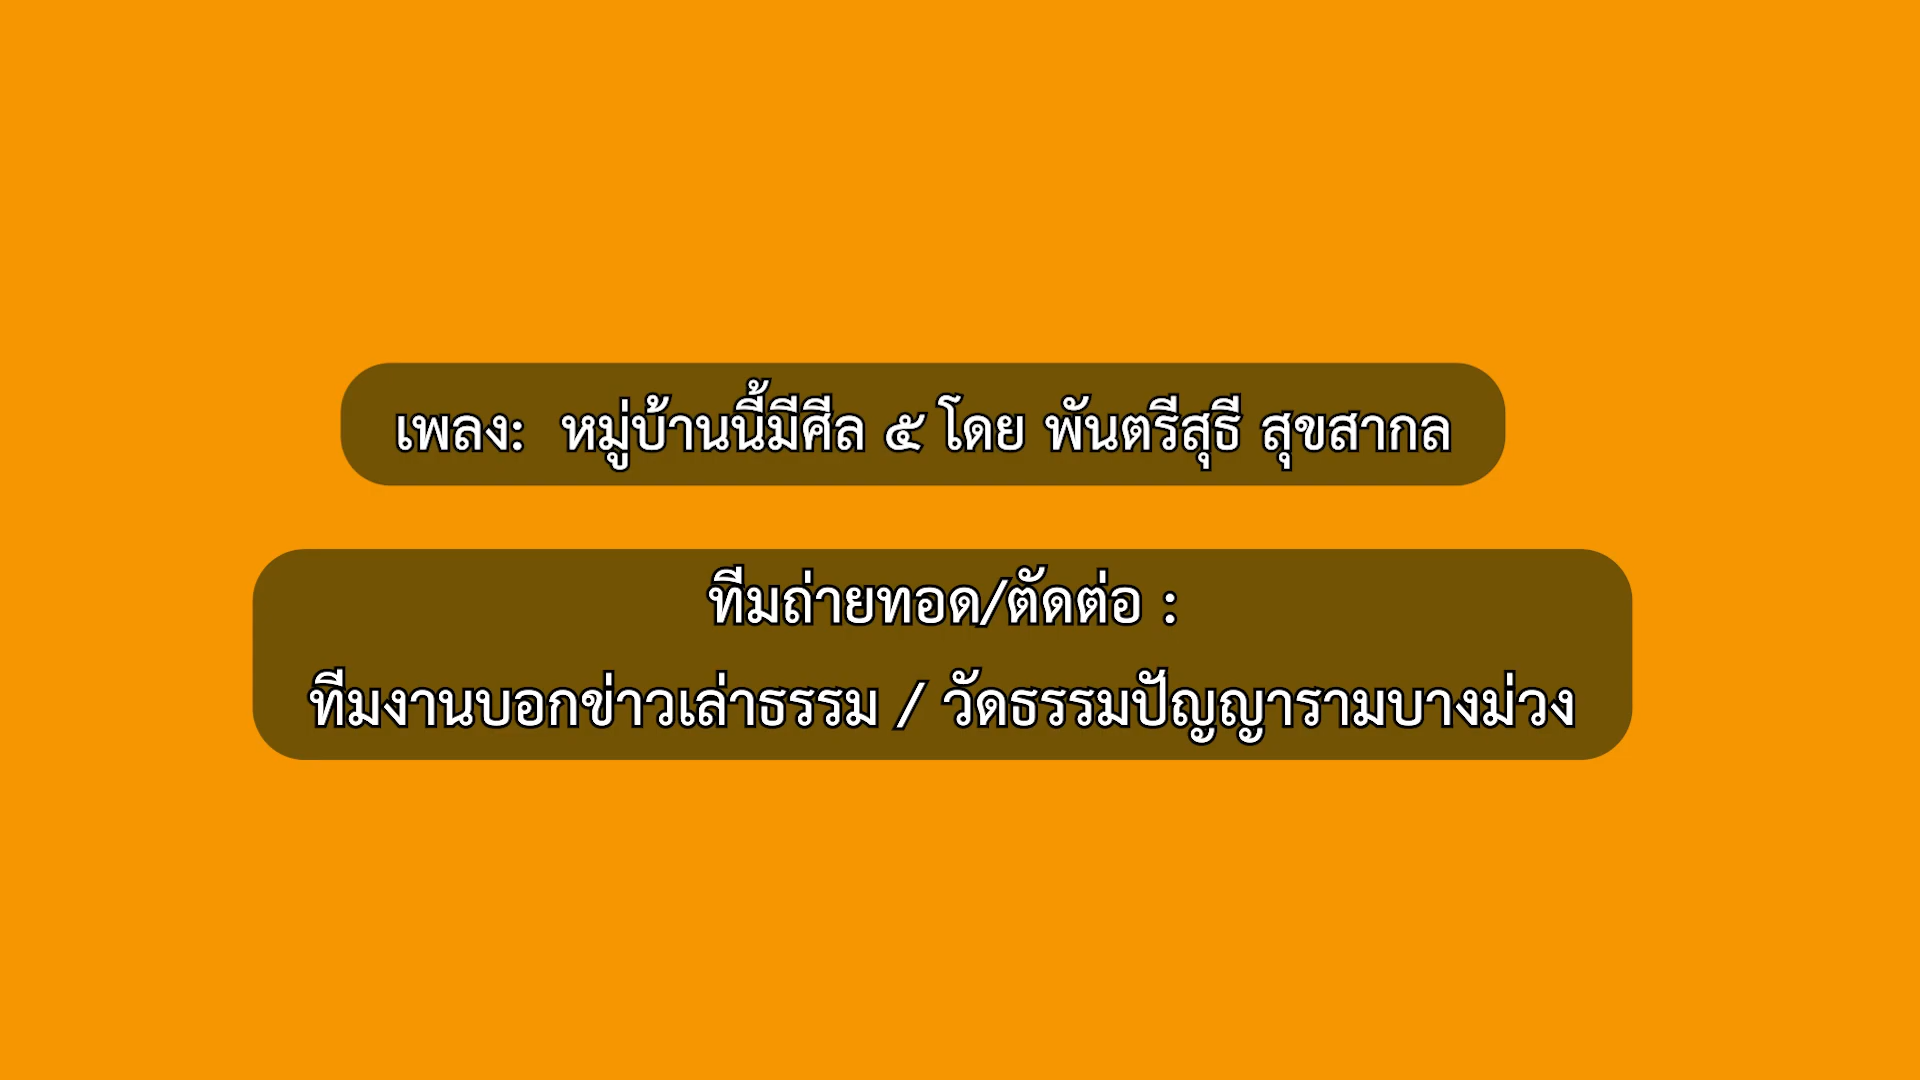 เพลง:  หมู่บ้านนี้มีศีล ๕ โดย พันตรีสุธี สุขสากล
ทีมถ่ายทอด/ตัดต่อ :
ทีมงานบอกข่าวเล่าธรรม / วัดธรรมปัญญารามบางม่วง